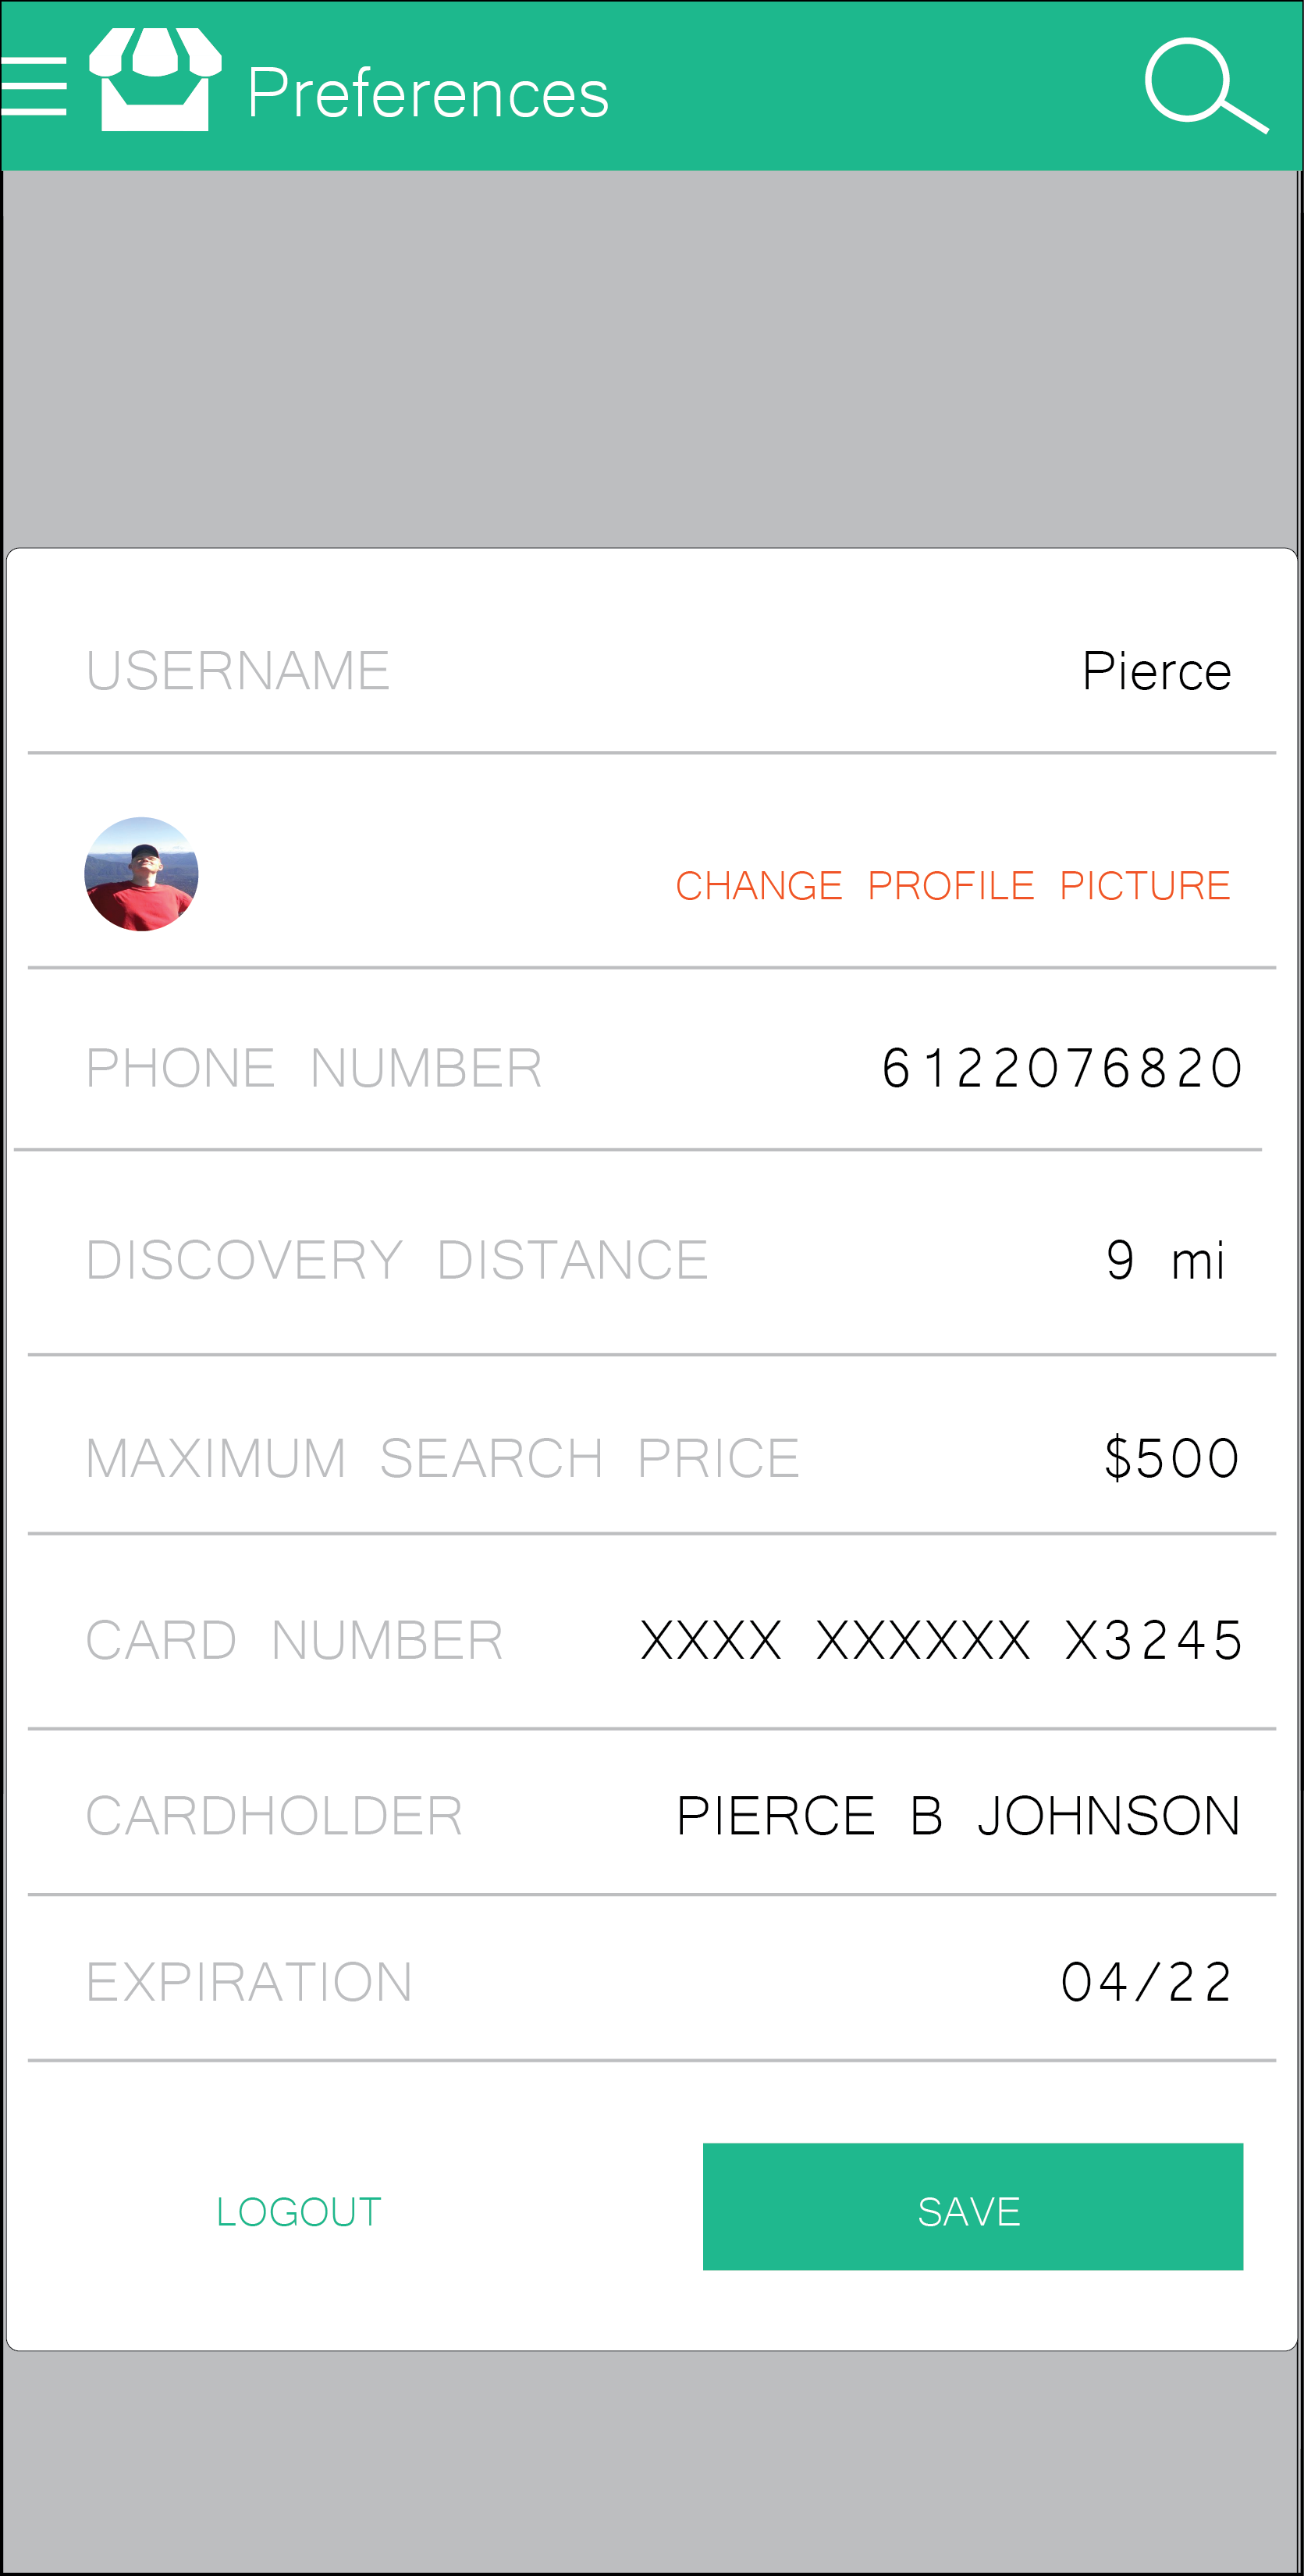 Preferences
USERNAME Pierce
CHANGE PROFILE PICTURE
PHONE NUMBER 6122076820
DISCOVERY DISTANCE 9 mi
MAXIMUM SEARCH PRICE $500
CARD NUMBER XXXX XXXXXX X3245
CARDHOLDER PIERCE B JOHNSON
EXPIRATION 04/22
LOGOUT SAVE